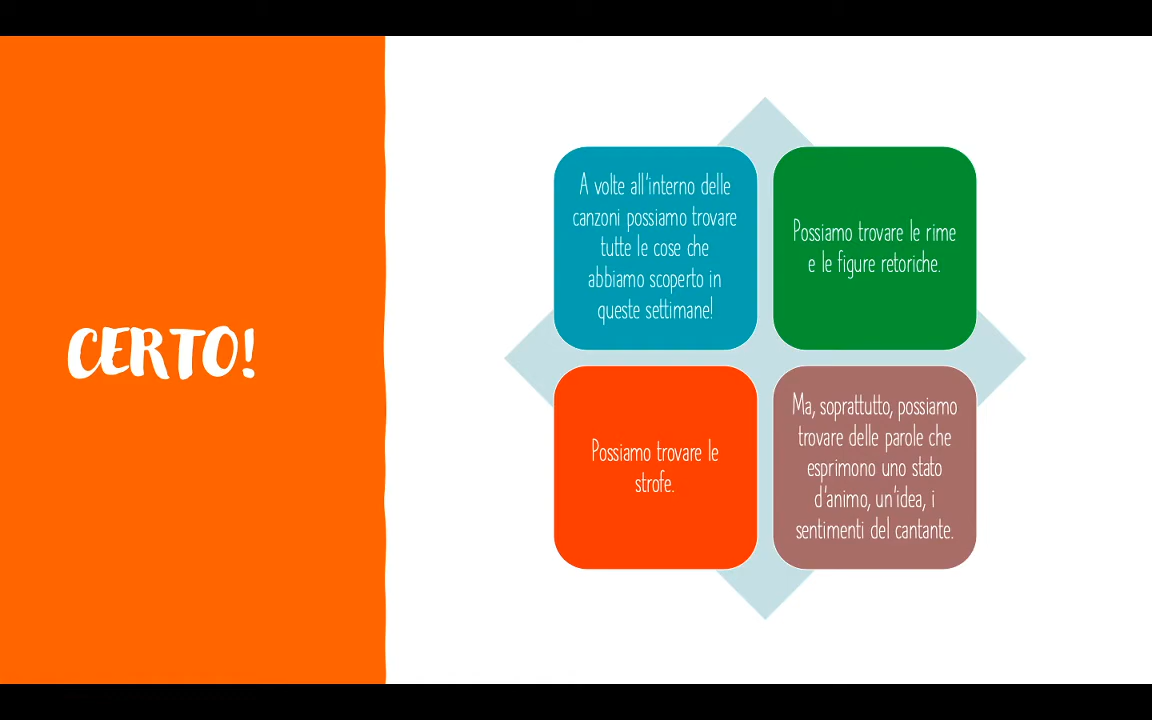 CERTO!
A volte all'interno delle
canzoni possiamo trovare
tutte le cose che
abbiamo scoperto in
queste settimane!
Possiamo trovare le rime
e le figure retoriche.
Possiamo trovare le
strofe.
Ma, soprattutto, possiamo
trovare delle parole che
esprimono uno stato
d'animo, un'idea, i
sentimenti del cantante.